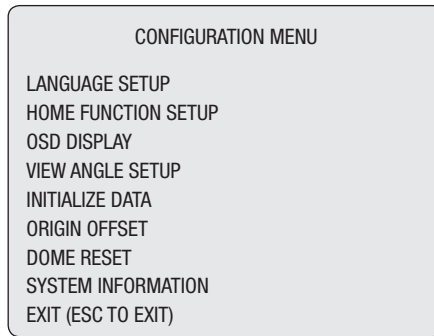 CONFIGURATION MENU
LANGUAGE SETUP
HOME FUNCTION SETUP
OSD DISPLAY
VIEW ANGLE SETUP
INITIALIZE DATA
ORIGIN OFFSET
DOME RESET
SYSTEM INFORMATION
EXIT (ESC TO EXIT)